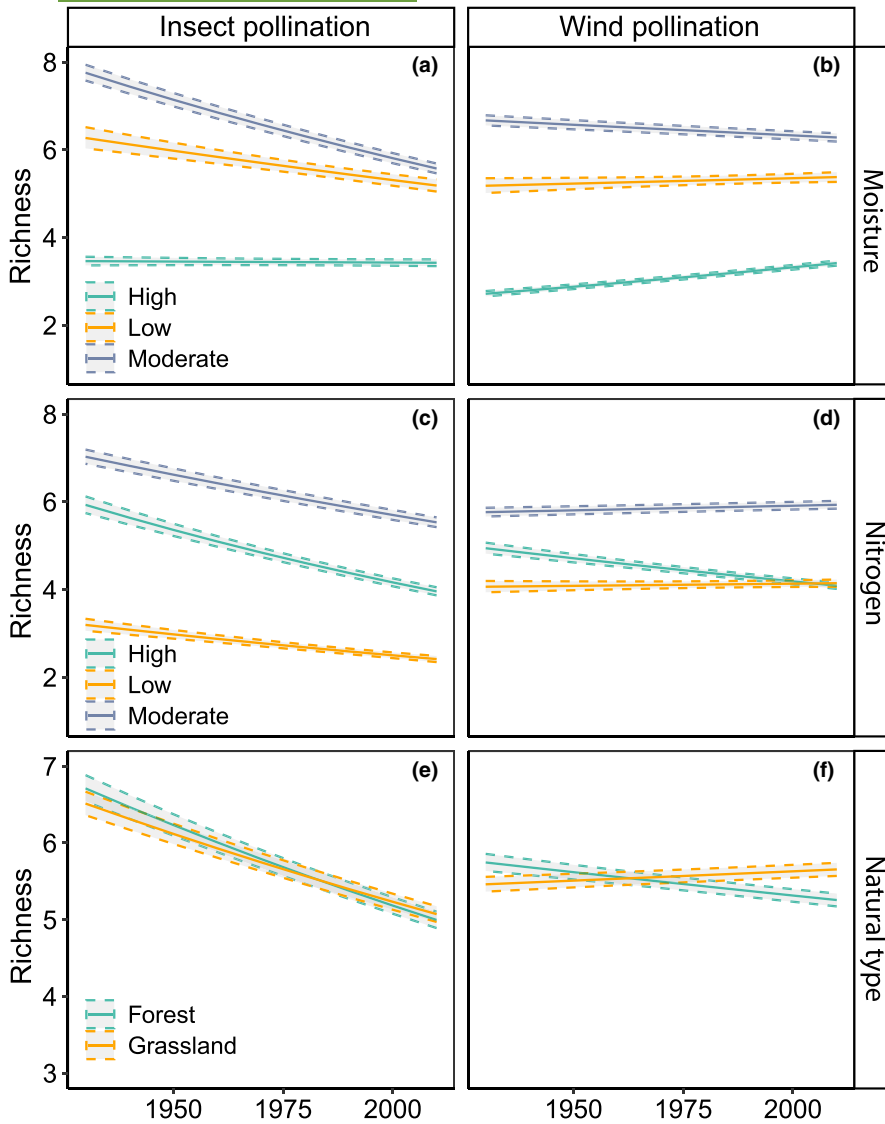 Insect pollination
Wind pollination
(a)
(b)
8
6
4
2
Richness
High
Low
Moderate
Moisture
(c)
(d)
8
6
4
2
Richness
High
Low
Moderate
Nitrogen
(e)
(f)
7
6
5
4
3
Richness
Forest
Grassland
Natural type
1950
1975
2000
1950
1975
2000